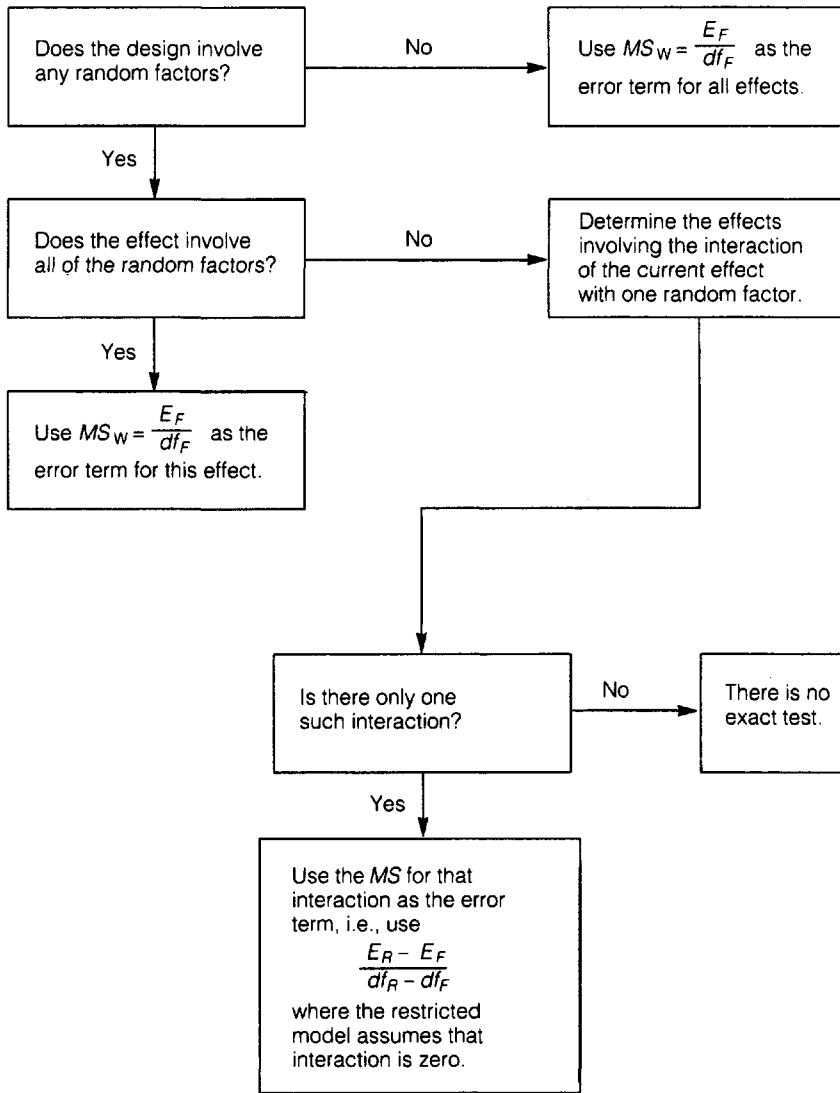 Does the design involve
any random factors?
No
Use MS_W = E_F / df_F as the
error term for all effects.
Yes
Does the effect involve
all of the random factors?
No
Determine the effects
involving the interaction
of the current effect
with one random factor.
Yes
Use MS_W = E_F / df_F as the
error term for this effect.
Is there only one
such interaction?
No
There is no
exact test.
Yes
Use the MS for that
interaction as the error
term, i.e., use
E_R – E_F
df_R – df_F
where the restricted
model assumes that
interaction is zero.